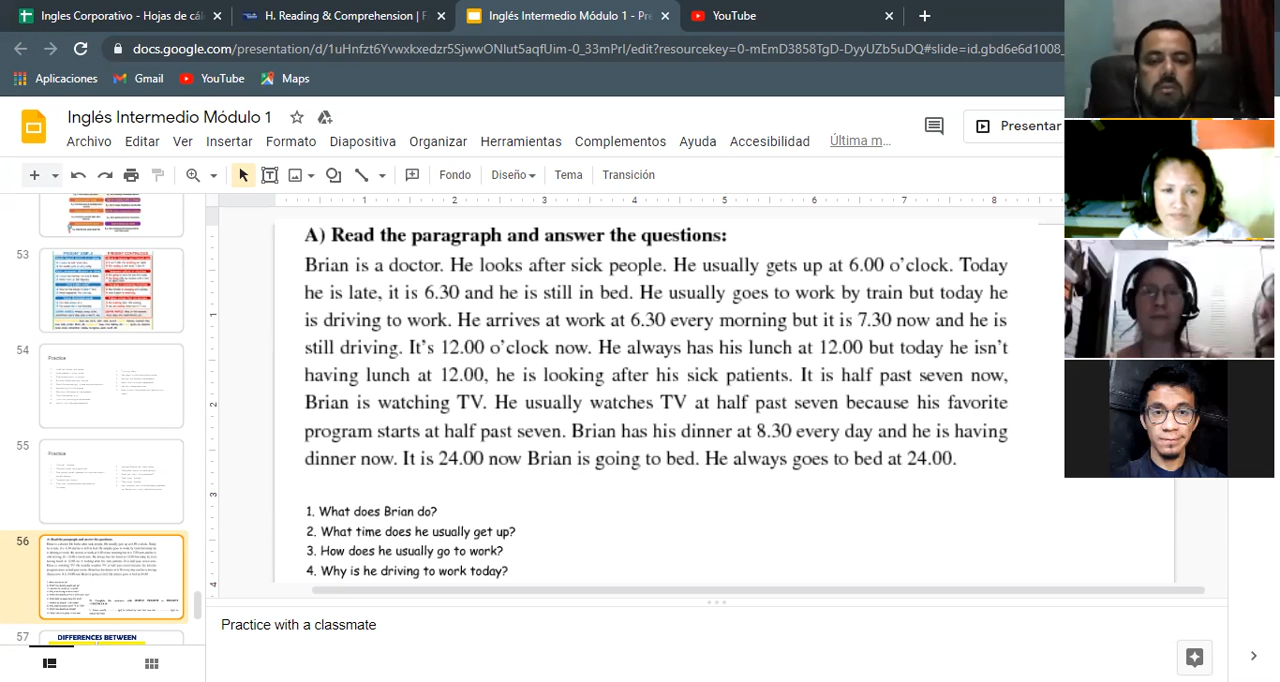 Ingles Corporativo - Hojas de cál
H. Reading & Comprehension | F
Inglés Intermedio Módulo 1 - Pre
YouTube
docs.google.com/presentation/d/1uHnfzt6Yvwxkxedzr5SjwwONlut5aqfUim-0_33mPrI/edit?resourcekey=0-mEmD3858TgD-DyyUZb5uDQ#slide=id.gbd6e6d1008_
Aplicaciones Gmail YouTube Maps
Inglés Intermedio Módulo 1
Archivo Editar Ver Insertar Formato Diapositiva Organizar Herramientas Complementos Ayuda Accesibilidad Última m...
Presentar
Fondo Diseño Tema Transición
2 4 5 6 7 8
A) Read the paragraph and answer the questions:
Brian is a doctor. He looks after sick people. He usually gets up at 6.00 o'clock. Today
he is late. It is 6.30 and he is still in bed. He usually goes to work by train but today he
is driving to work. He arrives at work at 6.30 every morning but it is 7.30 now and he is
still driving. It's 12.00 o'clock now. He always has his lunch at 12.00 but today he isn't
having lunch at 12.00, he is looking after his sick patients. It is half past seven now,
Brian is watching TV. He usually watches TV at half past seven because his favorite
program starts at half past seven. Brian has his dinner at 8.30 every day and he is having
dinner now. It is 24.00 now Brian is going to bed. He always goes to bed at 24.00.
1. What does Brian do?
2. What time does he usually get up?
3. How does he usually go to work?
4. Why is he driving to work to
53
PRESENT SIMPLE PRESENT CONTINUOUS
54
Practice
55
Practice
56
57
DIFFERENCES BETWEEN
Practice with a classmate